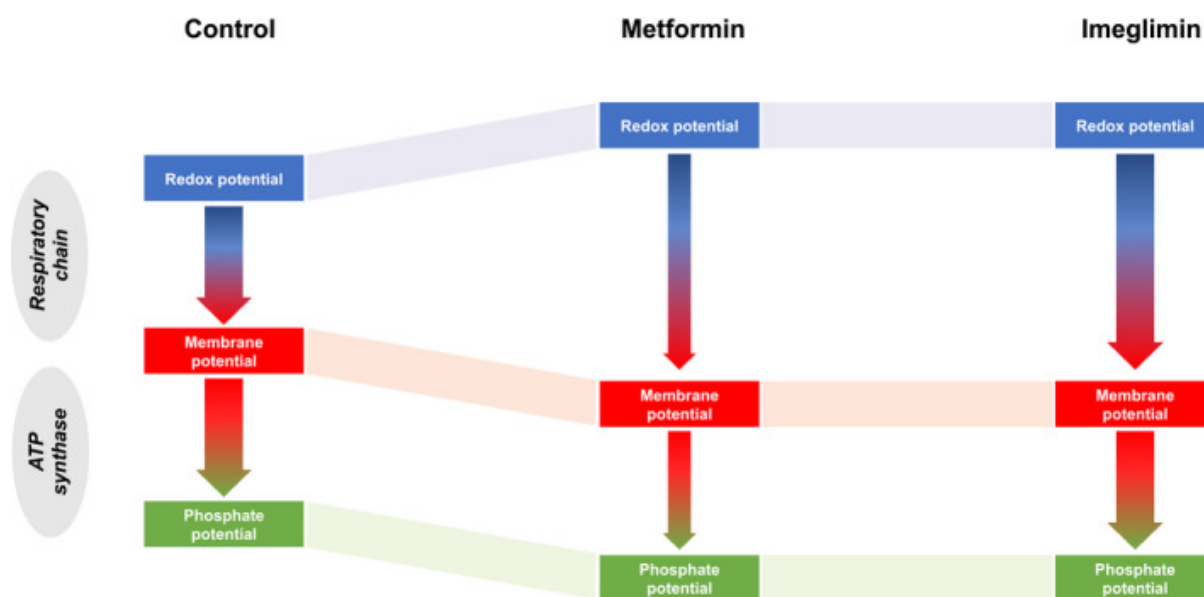 Control
Metformin
Imeglimin
Redox potential
Redox potential
Redox potential
Respiratory
chain
Membrane
potential
Membrane
potential
Membrane
potential
ATP
synthase
Phosphate
potential
Phosphate
potential
Phosphate
potential